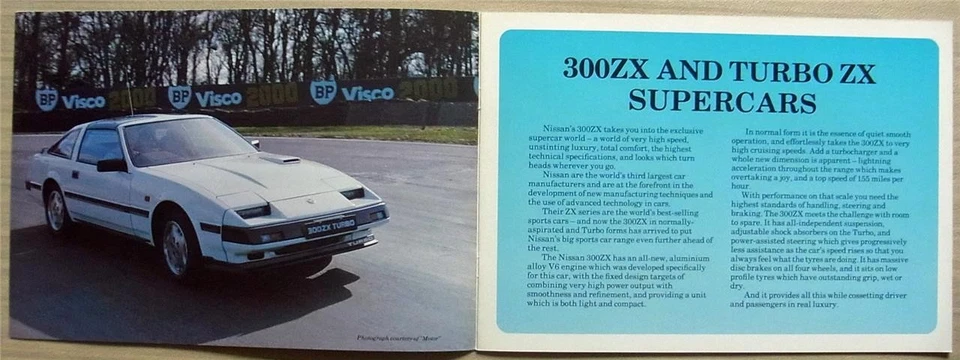 BP Visco 2000 BP Visco 2000 BP Visco 2000
300ZX TURBO
Photograph courtesy of "Motor"
300ZX AND TURBO ZX
SUPERCARS
Nissan's 300ZX takes you into the exclusive
supercar world – a world of very high speed,
unstinting luxury, total comfort, the highest
technical specifications, and looks which turn
heads wherever you go.
Nissan are the world's third largest car
manufacturers and are at the forefront in the
development of new manufacturing techniques and
the use of advanced technology in cars.
Their ZX series are the world's best-selling
sports cars – and now the 300ZX in normally-
aspirated and Turbo forms has arrived to put
Nissan's big sports car range even further ahead of
the rest.
The Nissan 300ZX has an all-new, aluminium
alloy V6 engine which was developed specifically
for this car, with the fixed design targets of
combining very high power output with
smoothness and refinement, and providing a unit
which is both light and compact.
In normal form it is the essence of quiet smooth
operation, and effortlessly takes the 300ZX to very
high cruising speeds. Add a turbocharger and a
whole new dimension is apparent – lightning
acceleration throughout the range which makes
overtaking a joy, and a top speed of 155 miles per
hour.
With performance on that scale you need the
highest standards of handling, steering and
braking. The 300ZX meets the challenge with room
to spare. It has all-independent suspension,
adjustable shock absorbers on the Turbo, and
power-assisted steering which gives progressively
less assistance as the car's speed rises so that you
always feel what the tyres are doing. It has massive
disc brakes on all four wheels, and it sits on low
profile tyres which have outstanding grip, wet or
dry.
And it provides all this while cossetting driver
and passengers in real luxury.